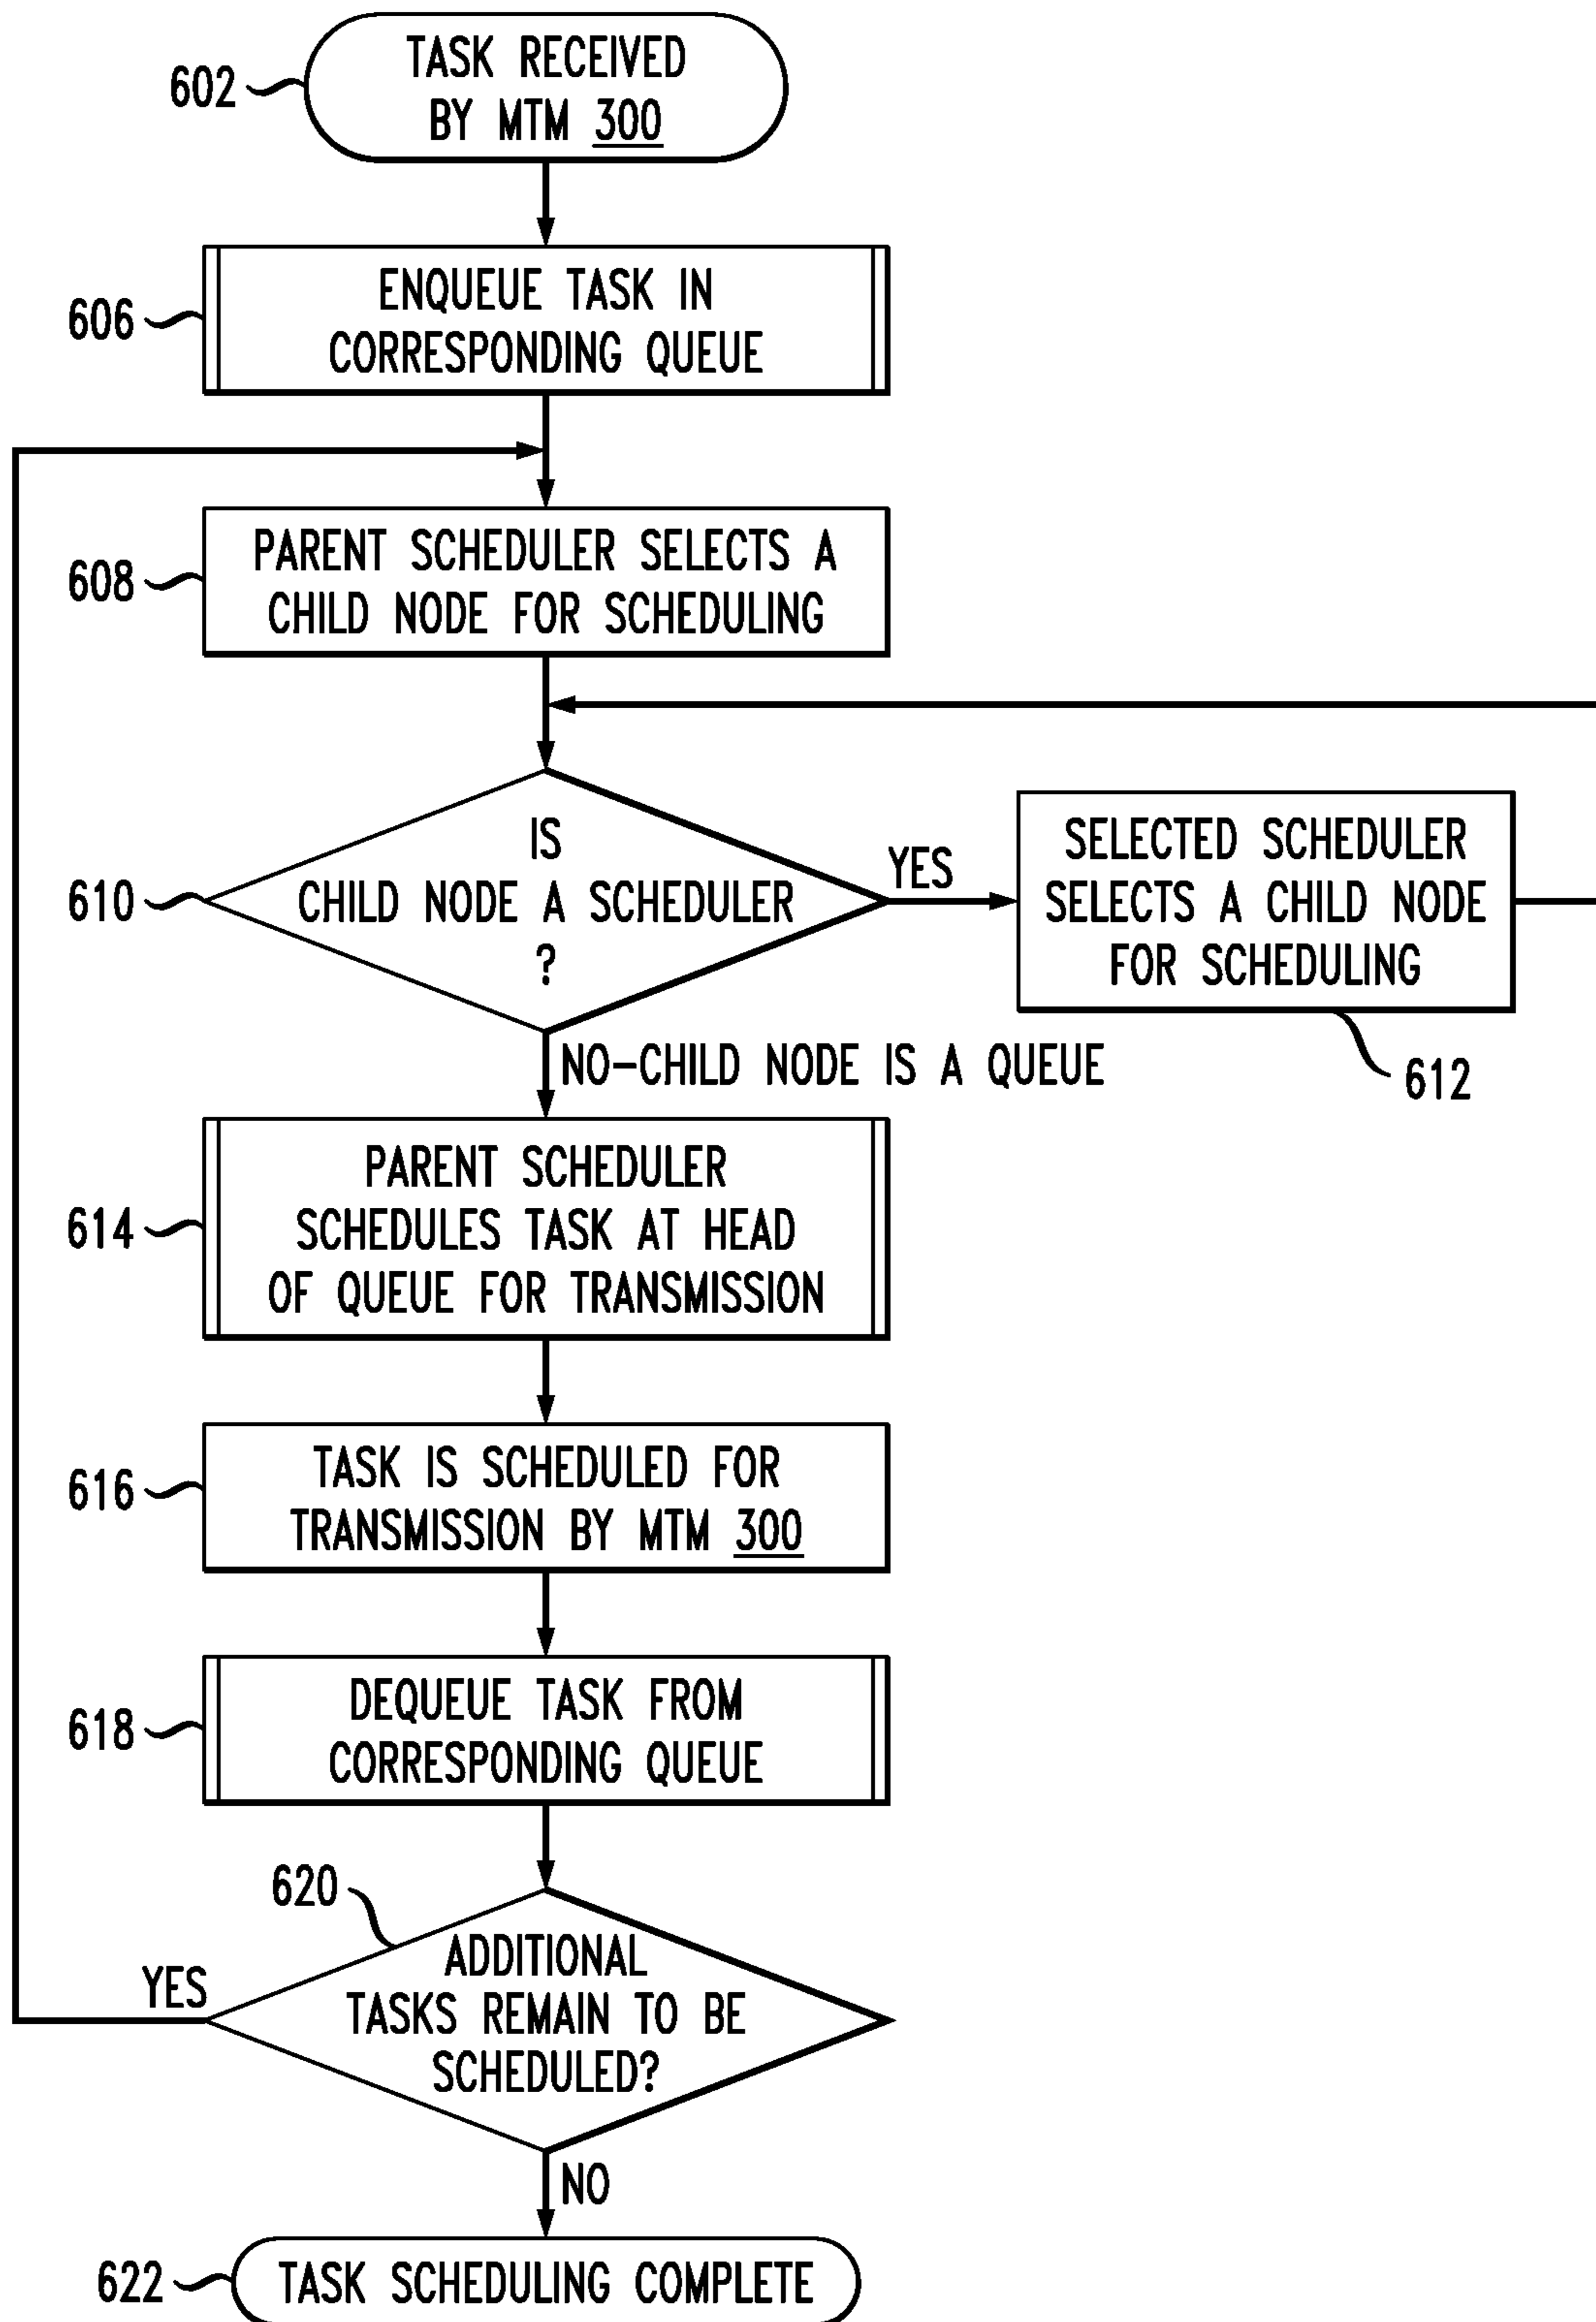 602
TASK RECEIVED
BY MTM 300
606
ENQUEUE TASK IN
CORRESPONDING QUEUE
608
PARENT SCHEDULER SELECTS A
CHILD NODE FOR SCHEDULING
610
IS
CHILD NODE A SCHEDULER
?
YES
SELECTED SCHEDULER
SELECTS A CHILD NODE
FOR SCHEDULING
612
NO-CHILD NODE IS A QUEUE
614
PARENT SCHEDULER
SCHEDULES TASK AT HEAD
OF QUEUE FOR TRANSMISSION
616
TASK IS SCHEDULED FOR
TRANSMISSION BY MTM 300
618
DEQUEUE TASK FROM
CORRESPONDING QUEUE
620
ADDITIONAL
TASKS REMAIN TO BE
SCHEDULED?
YES
NO
622
TASK SCHEDULING COMPLETE